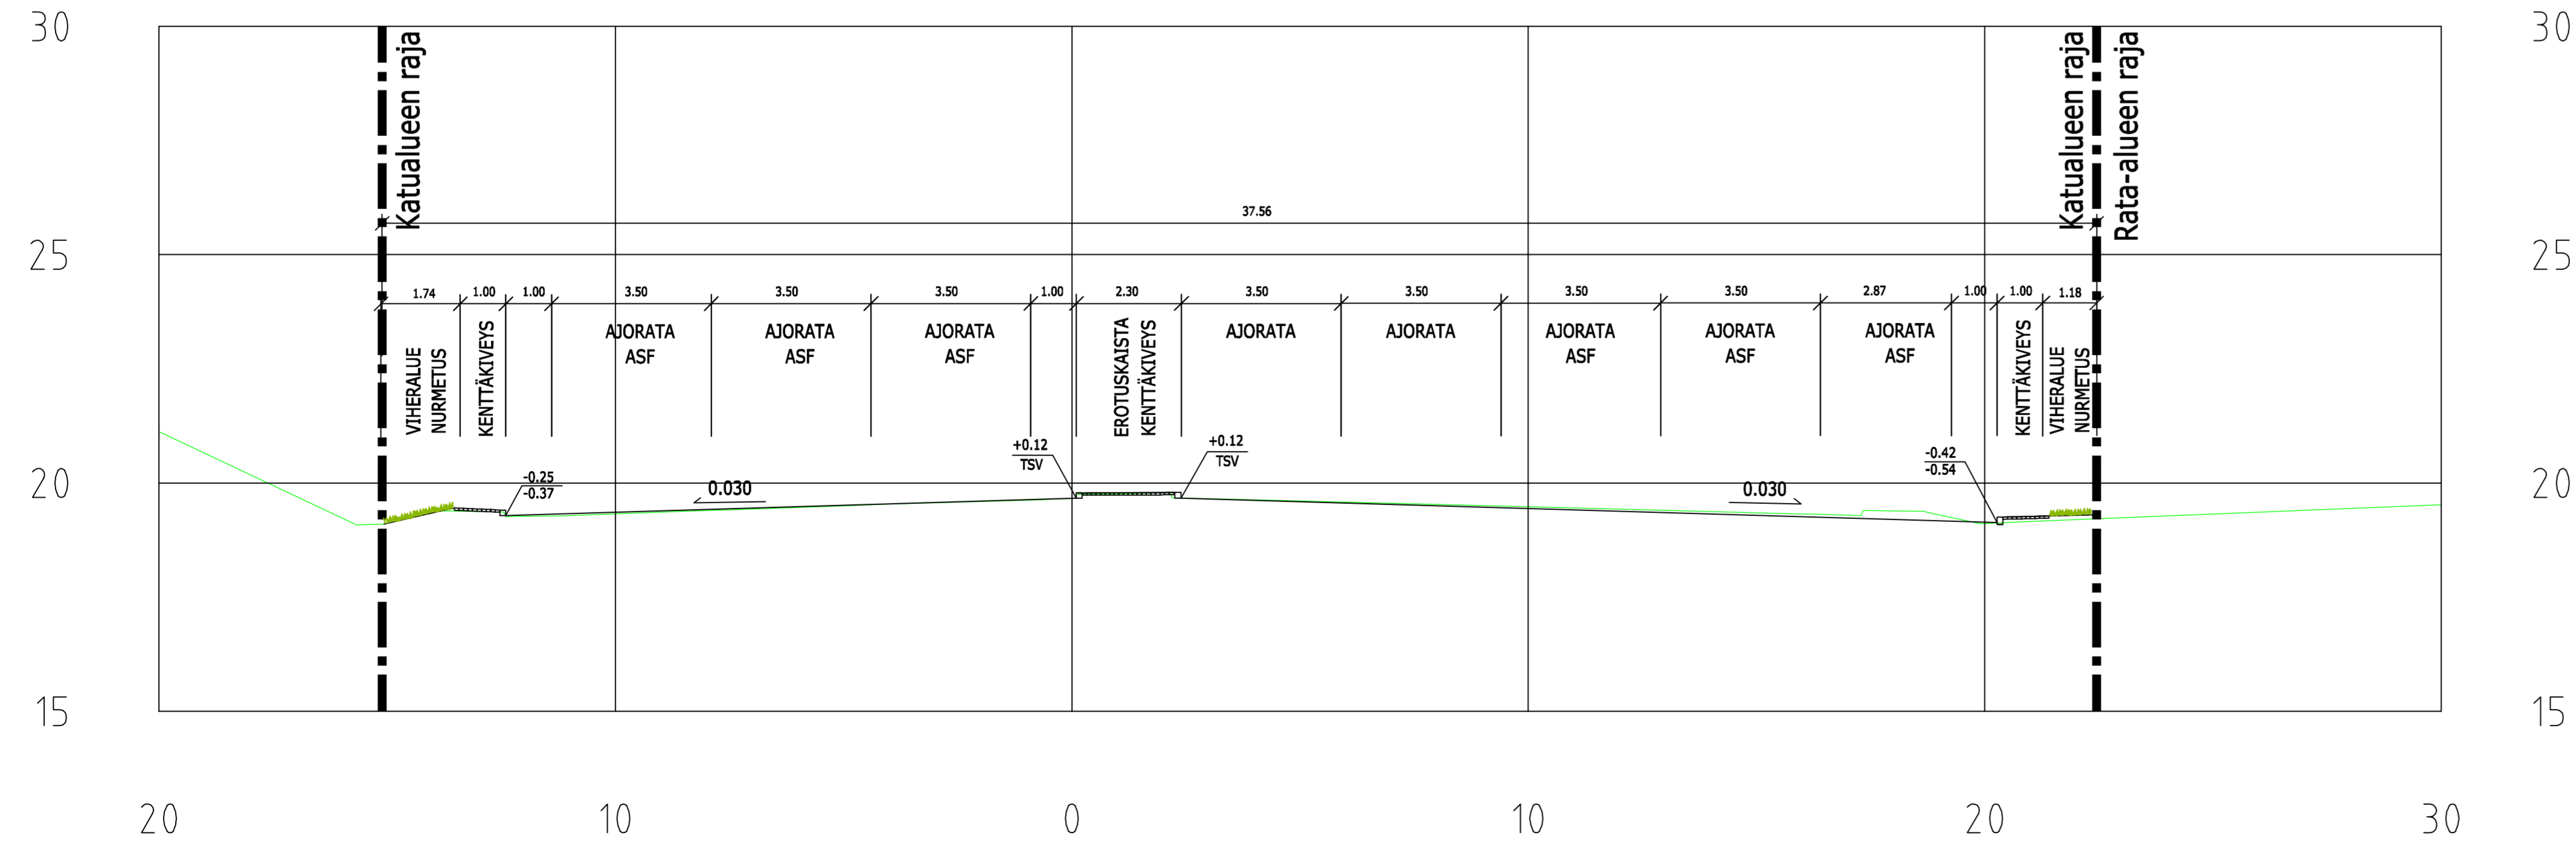 30
30
Katualueen raja
Katualueen raja
Rata-alueen raja
37.56
25
25
1.74
1.00
1.00
3.50
3.50
3.50
1.00
2.30
3.50
3.50
3.50
3.50
2.87
1.00
1.00
1.18
VIHERALUE
NURMETUS
KENTTÄKIVEYS
AJORATA
ASF
AJORATA
ASF
AJORATA
ASF
EROTUSKAISTA
KENTTÄKIVEYS
AJORATA
AJORATA
AJORATA
ASF
AJORATA
ASF
AJORATA
ASF
KENTTÄKIVEYS
VIHERALUE
NURMETUS
+0.12
TSV
+0.12
TSV
-0.42
-0.54
-0.25
-0.37
20
0.030
0.030
20
15
15
20
10
0
10
20
30